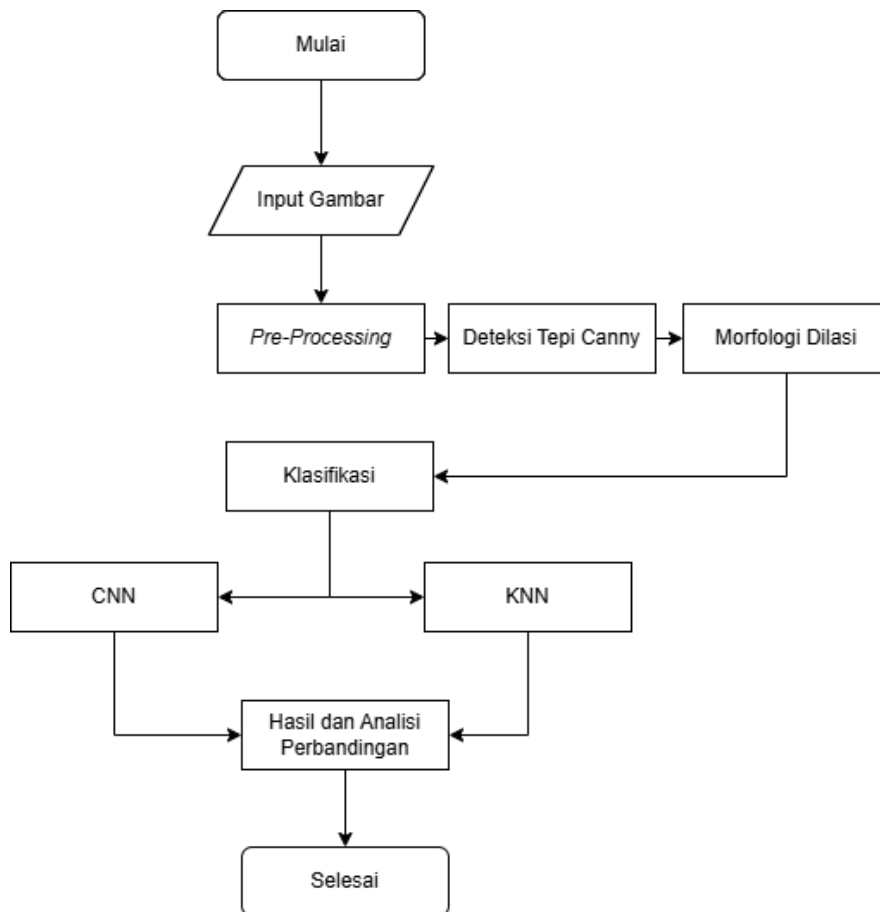 Mulai
Input Gambar
Pre-Processing
Deteksi Tepi Canny
Morfologi Dilasi
Klasifikasi
CNN
KNN
Hasil dan Analisi
Perbandingan
Selesai